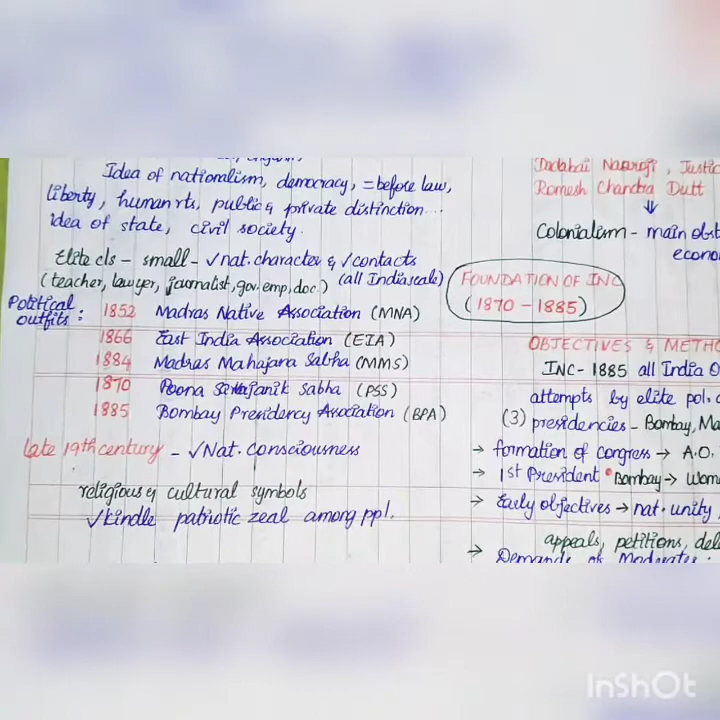 Idea of nationalism, democracy, = before law,
liberty, human rts, public & private distinction...
idea of state, civil society.
Elite cls - small - ✓nat. character & ✓contacts
(teacher, lawyer, journalist, gov. emp, doc.) (all India scale)
Political outfits :
1852 Madras Native Association (MNA)
1866 East India Association (EIA)
1884 Madras Mahajana Sabha (MMS)
1870 Poona Sarvajanik Sabha (PSS)
1885 Bombay Presidency Association (BPA)
late 19th century - ✓Nat. consciousness
religious & cultural symbols
✓kindle patriotic zeal among ppl.
FOUNDATION OF INC
(1870 - 1885)
Dadabai Naoroji, Justic
Romesh Chandra Dutt
⇓
Colonialism - main obst
econo
OBJECTIVES & METHO
INC - 1885 all India O
attempts by elite pol.
(3) presidencies - Bombay, Ma
→ formation of congress → A.O.
→ 1st President Bombay → Wom
→ Early objectives → nat. unity,
appeals, petitions, del
→ Demands of Moderates:
InShOt